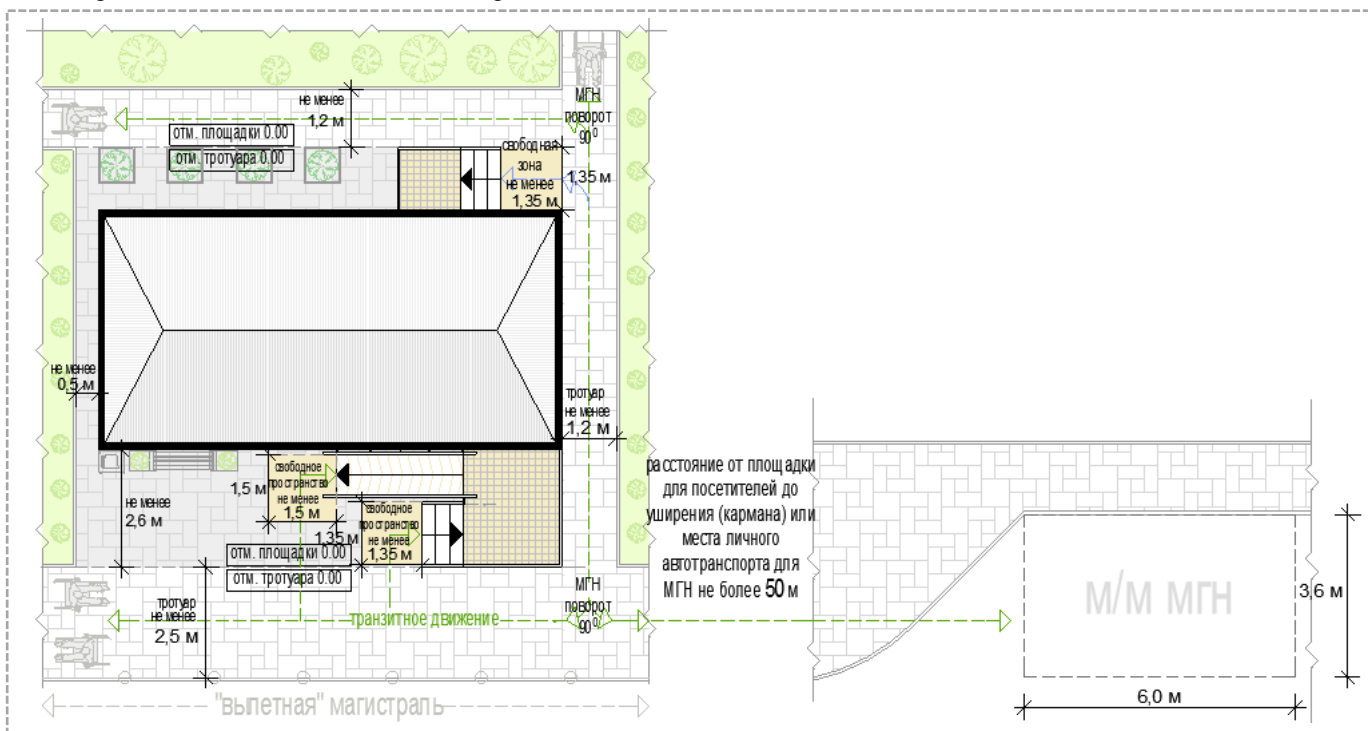 не менее
1,2 м
МГН
поворот
90⁰
отм. площадки 0.00
отм. тротуара 0,00
свободная
зона
не менее
1,35 м
1,35 м
не менее
0,5 м
тротуар
не менее
1,2 м
свободное
пространство
не менее
1,5 м
1,5 м
не менее
2,6 м
свободное
пространство
не менее
1,35 м
1,35 м
отм. площадки 0.00
отм. тротуара 0.00
МГН
поворот
90⁰
тротуар
не менее
2,5 м
транзитное движение
"вылетная" магистраль
расстояние от площадки
для посетителей до
уширения (кармана) или
места личного
автотранспорта для
МГН не более 50 м
М/М МГН
3,6 м
6,0 м